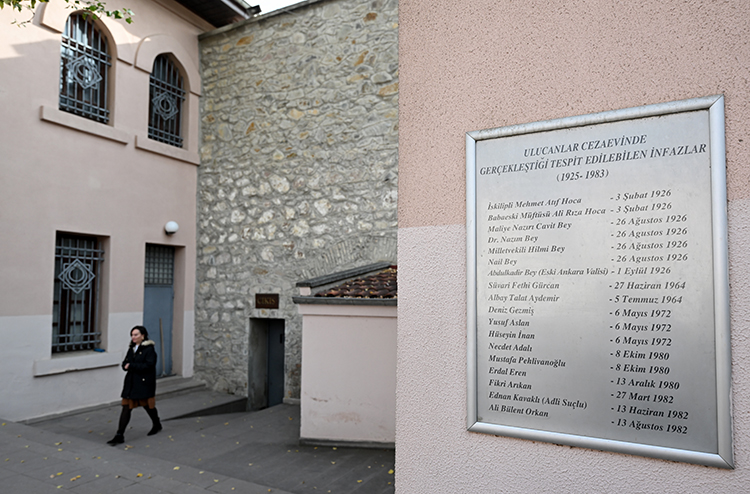 ULUCANLAR CEZAEVİNDE
GERÇEKLEŞTİĞİ TESPİT EDİLEBİLEN İNFAZLAR
(1925- 1983)
İskilipli Mehmet Atıf Hoca - 3 Şubat 1926
Babaeski Müftüsü Ali Rıza Hoca - 3 Şubat 1926
Maliye Nazırı Cavit Bey - 26 Ağustos 1926
Dr. Nazım Bey - 26 Ağustos 1926
Milletvekili Hilmi Bey - 26 Ağustos 1926
Nail Bey - 26 Ağustos 1926
Abdulkadir Bey (Eski Ankara Valisi) - 1 Eylül 1926
Süvari Fethi Gürcan - 27 Haziran 1964
Albay Talat Aydemir - 5 Temmuz 1964
Deniz Gezmiş - 6 Mayıs 1972
Yusuf Aslan - 6 Mayıs 1972
Hüseyin İnan - 6 Mayıs 1972
Necdet Adalı - 8 Ekim 1980
Mustafa Pehlivanoğlu - 8 Ekim 1980
Erdal Eren - 13 Aralık 1980
Fikri Arıkan - 27 Mart 1982
Ednan Kavaklı (Adli Suçlu) - 13 Haziran 1982
Ali Bülent Orkan - 13 Ağustos 1982
ÇIKIŞ